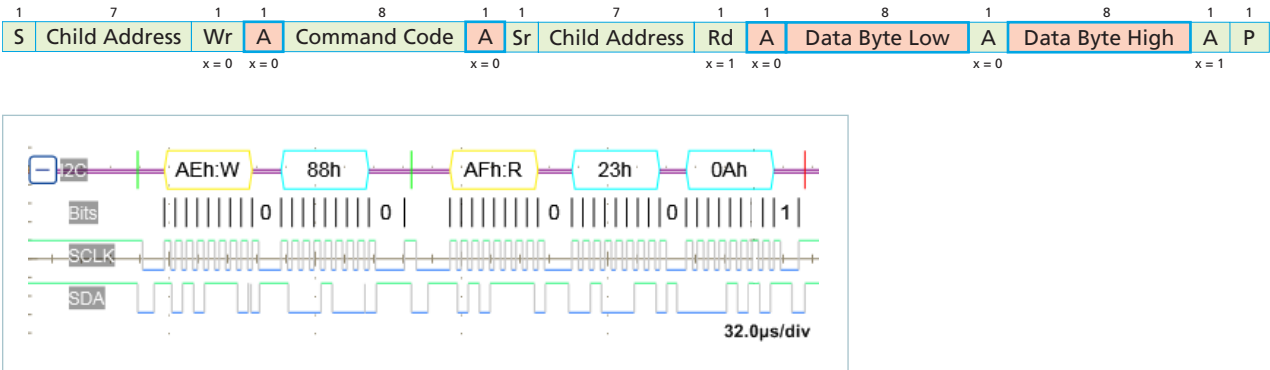 1 7 1 1 8 1 1 7 1 1 8 1 8 1 1
S Child Address Wr A Command Code A Sr Child Address Rd A Data Byte Low A Data Byte High A P
x = 0 x = 0 x = 0 x = 1 x = 0 x = 0 x = 1
I2C AEh:W 88h AFh:R 23h 0Ah
Bits 0 0 0 0 1
SCLK
SDA
32.0µs/div